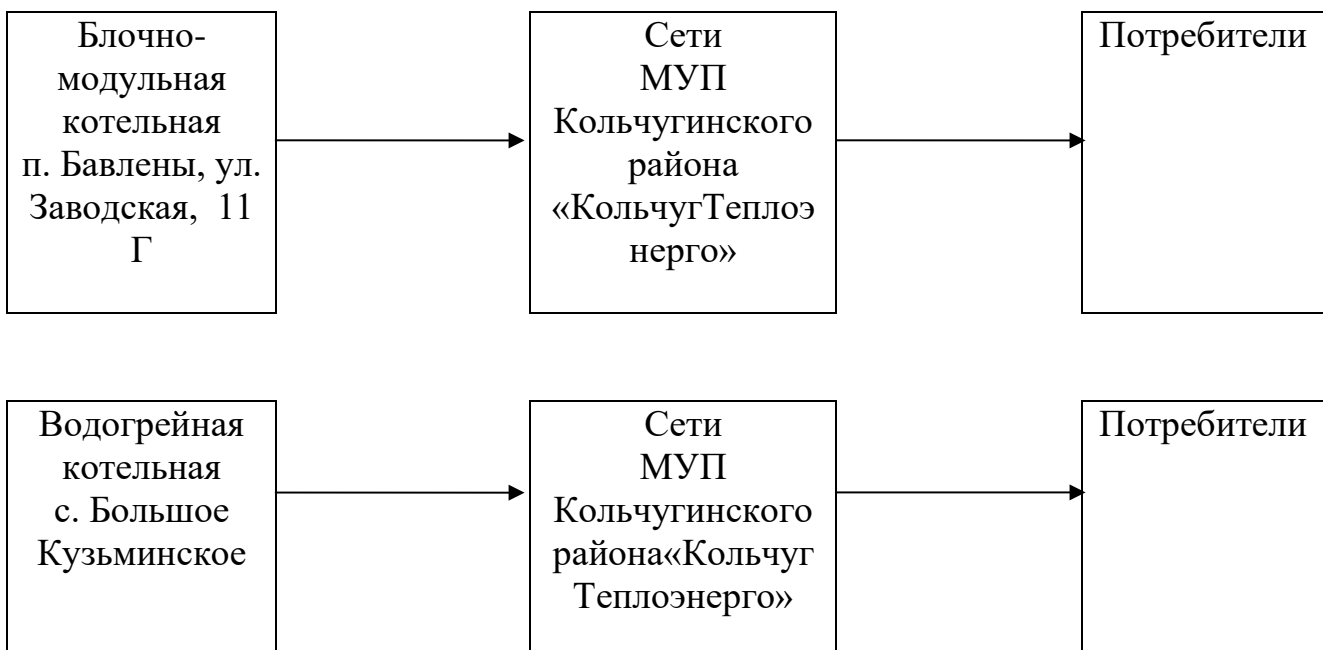 Блочно-
модульная
котельная
п. Бавлены, ул.
Заводская, 11
Г
Сети
МУП
Кольчугинского
района
«КольчугТеплоэ
нерго»
Потребители
Водогрейная
котельная
с. Большое
Кузьминское
Сети
МУП
Кольчугинского
района«Кольчуг
Теплоэнерго»
Потребители